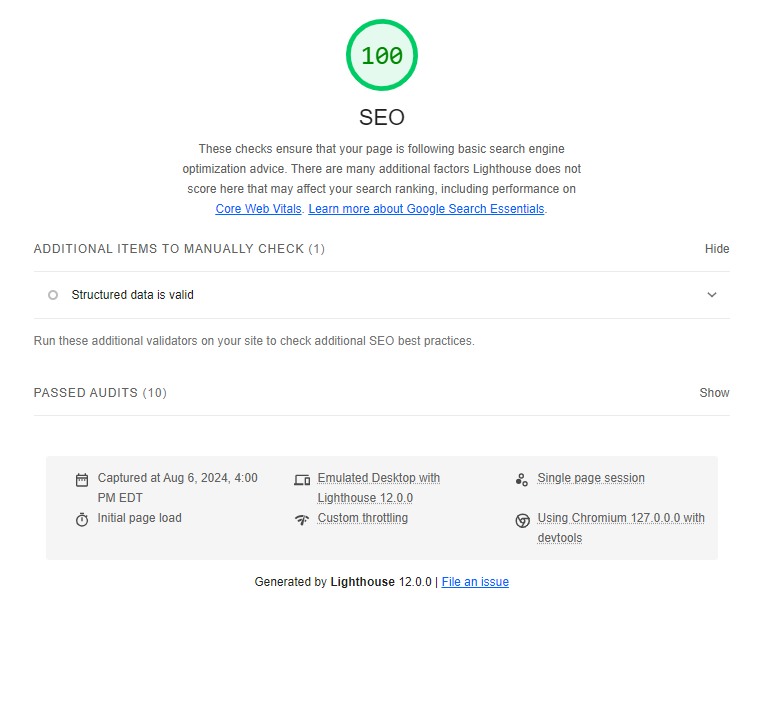 100
SEO
These checks ensure that your page is following basic search engine
optimization advice. There are many additional factors Lighthouse does not
score here that may affect your search ranking, including performance on
Core Web Vitals. Learn more about Google Search Essentials.
ADDITIONAL ITEMS TO MANUALLY CHECK (1) Hide
Structured data is valid
Run these additional validators on your site to check additional SEO best practices.
PASSED AUDITS (10) Show
Captured at Aug 6, 2024, 4:00
PM EDT
Emulated Desktop with
Lighthouse 12.0.0
Single page session
Initial page load
Custom throttling
Using Chromium 127.0.0.0 with
devtools
Generated by Lighthouse 12.0.0 | File an issue